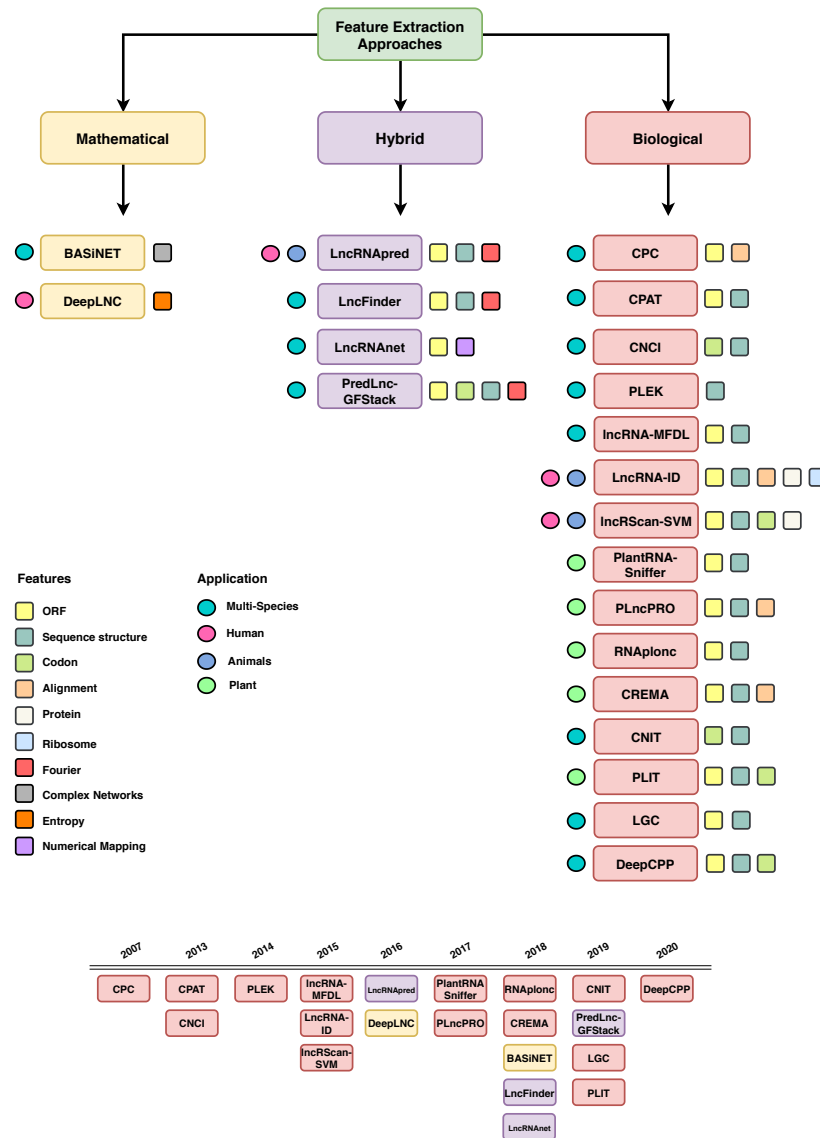 Feature Extraction
Approaches
Mathematical
Hybrid
Biological
BASiNET
DeepLNC
LncRNApred
LncFinder
LncRNAnet
PredLnc-
GFStack
CPC
CPAT
CNCI
PLEK
lncRNA-MFDL
LncRNA-ID
lncRScan-SVM
PlantRNA-
Sniffer
PLncPRO
RNAplonc
CREMA
CNIT
PLIT
LGC
DeepCPP
Features
ORF
Sequence structure
Codon
Alignment
Protein
Ribosome
Fourier
Complex Networks
Entropy
Numerical Mapping
Application
Multi-Species
Human
Animals
Plant
2007 2013 2014 2015 2016 2017 2018 2019 2020
CPC
CPAT
CNCI
PLEK
lncRNA-
MFDL
LncRNA-
ID
lncRScan-
SVM
LncRNApred
DeepLNC
PlantRNA
Sniffer
PLncPRO
RNAplonc
CREMA
BASiNET
LncFinder
LncRNAnet
CNIT
PredLnc-
GFStack
LGC
PLIT
DeepCPP